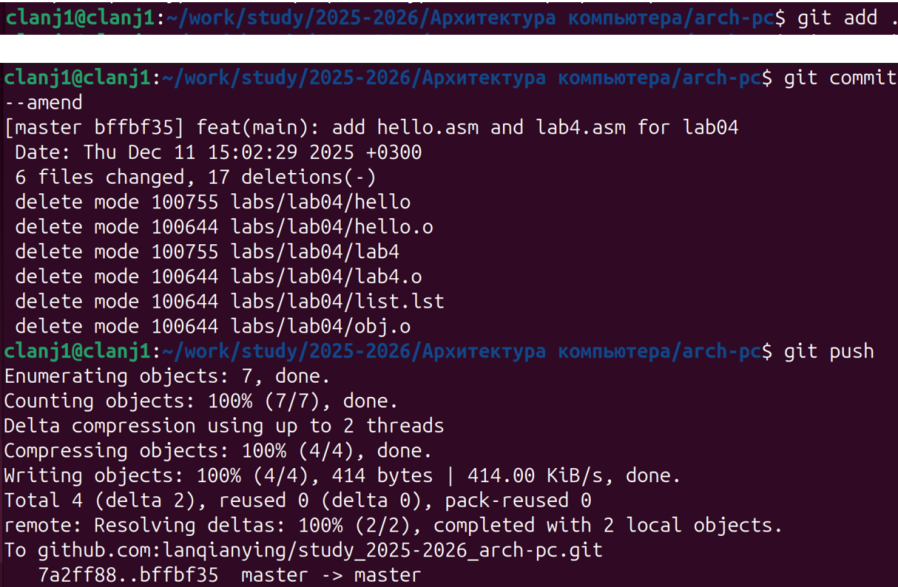 clanj1@clanj1:~/work/study/2025-2026/Архитектура компьютера/arch-pc$ git add .
clanj1@clanj1:~/work/study/2025-2026/Архитектура компьютера/arch-pc$ git commit
--amend
[master bffbf35] feat(main): add hello.asm and lab4.asm for lab04
 Date: Thu Dec 11 15:02:29 2025 +0300
 6 files changed, 17 deletions(-)
 delete mode 100755 labs/lab04/hello
 delete mode 100644 labs/lab04/hello.o
 delete mode 100755 labs/lab04/lab4
 delete mode 100644 labs/lab04/lab4.o
 delete mode 100644 labs/lab04/list.lst
 delete mode 100644 labs/lab04/obj.o
clanj1@clanj1:~/work/study/2025-2026/Архитектура компьютера/arch-pc$ git push
Enumerating objects: 7, done.
Counting objects: 100% (7/7), done.
Delta compression using up to 2 threads
Compressing objects: 100% (4/4), done.
Writing objects: 100% (4/4), 414 bytes | 414.00 KiB/s, done.
Total 4 (delta 2), reused 0 (delta 0), pack-reused 0
remote: Resolving deltas: 100% (2/2), completed with 2 local objects.
To github.com:lanqianying/study_2025-2026_arch-pc.git
   7a2ff88..bffbf35  master -> master